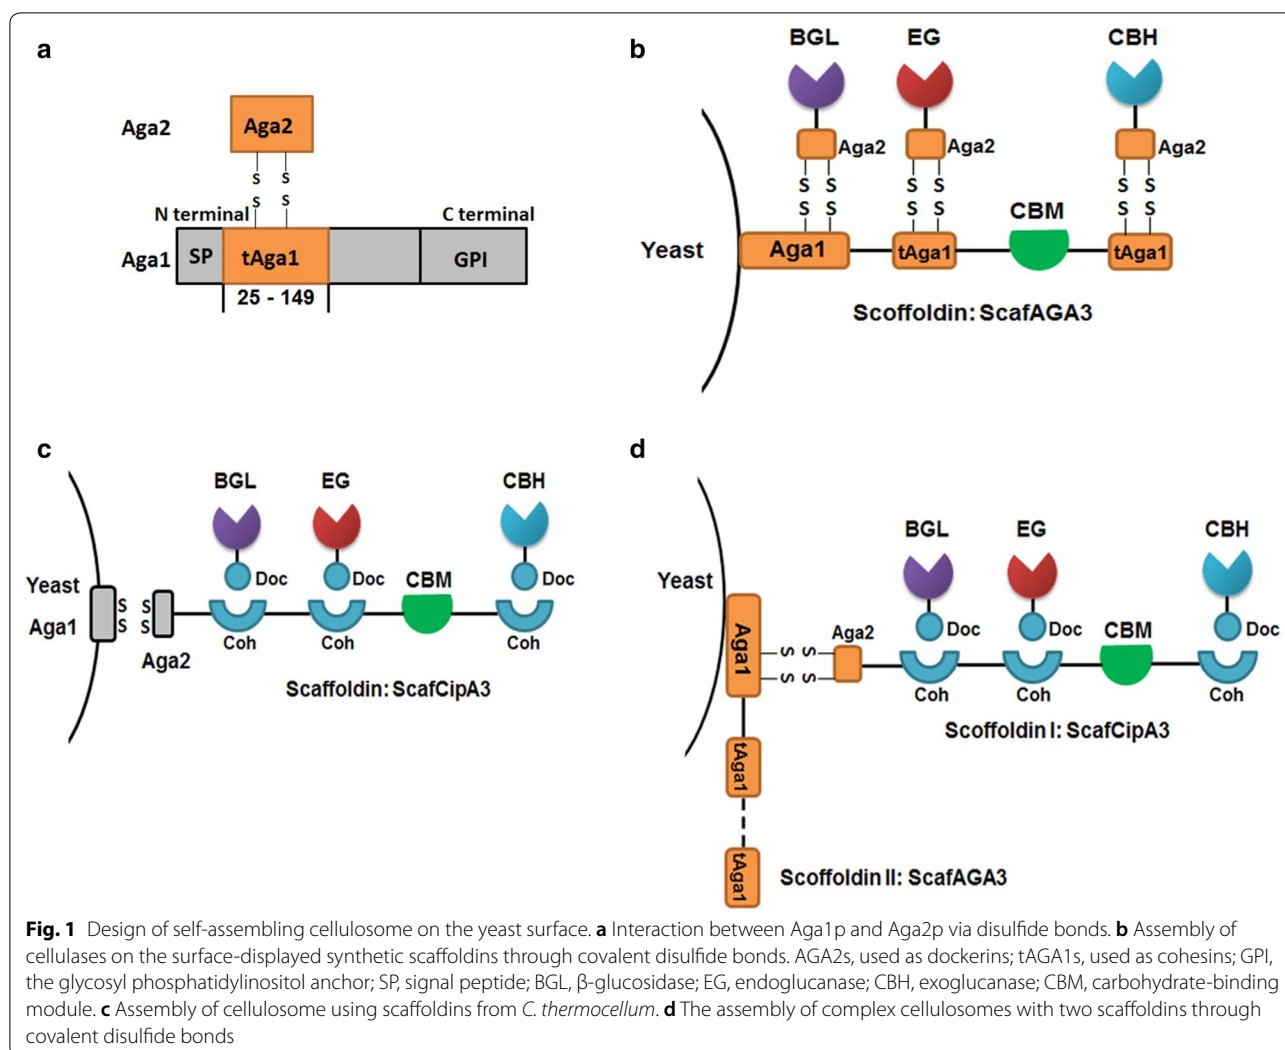 a
Aga2
Aga2
S S
S S
N terminal
C terminal
Aga1
SP
tAga1
GPI
25 - 149
b
BGL
EG
CBH
Aga2
Aga2
Aga2
S S
S S
S S
S S
S S
S S
CBM
Yeast
Aga1
tAga1
tAga1
Scoffoldin: ScafAGA3
c
BGL
EG
CBH
Yeast
Doc
Doc
CBM
Doc
Aga1
S S
S S
Aga2
Coh
Coh
Coh
Scaffoldin: ScafCipA3
d
BGL
EG
CBH
Yeast
Aga1
Aga2
Doc
Doc
CBM
Doc
S S
S S
Coh
Coh
Coh
Scoffoldin I: ScafCipA3
tAga1
tAga1
Scoffoldin II: ScafAGA3
Fig. 1 Design of self-assembling cellulosome on the yeast surface. a Interaction between Aga1p and Aga2p via disulfide bonds. b Assembly of
cellulases on the surface-displayed synthetic scaffoldins through covalent disulfide bonds. AGA2s, used as dockerins; tAGA1s, used as cohesins; GPI,
the glycosyl phosphatidylinositol anchor; SP, signal peptide; BGL, β-glucosidase; EG, endoglucanase; CBH, exoglucanase; CBM, carbohydrate-binding
module. c Assembly of cellulosome using scaffoldins from C. thermocellum. d The assembly of complex cellulosomes with two scaffoldins through
covalent disulfide bonds